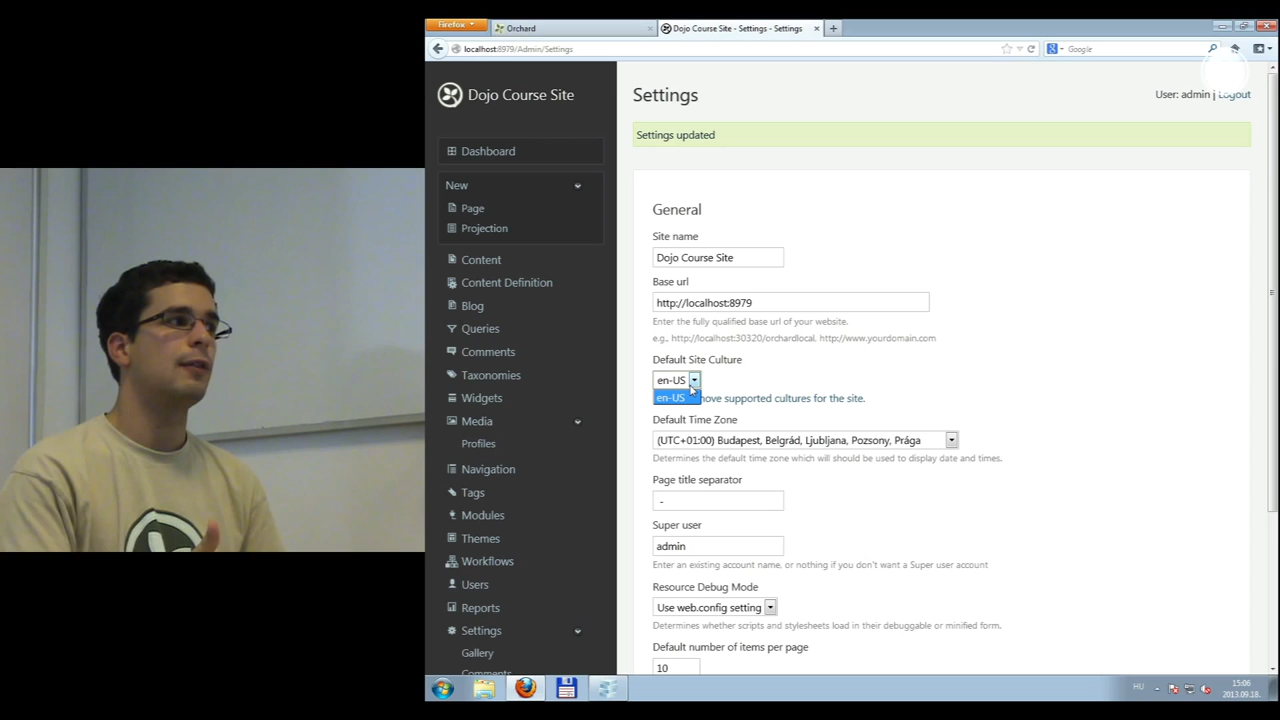 Firefox
Orchard
Dojo Course Site - Settings - Settings
localhost:8979/Admin/Settings
Google
Dojo Course Site
Settings
User: admin | Logout
Settings updated
Dashboard
New
Page
Projection
Content
Content Definition
Blog
Queries
Comments
Taxonomies
Widgets
Media
Profiles
Navigation
Tags
Modules
Themes
Workflows
Users
Reports
Settings
Gallery
Comments
General
Site name
Dojo Course Site
Base url
http://localhost:8979
Enter the fully qualified base url of your website.
e.g., http://localhost:30320/orchardlocal, http://www.yourdomain.com
Default Site Culture
en-US
en-US
supported cultures for the site.
Default Time Zone
(UTC+01:00) Budapest, Belgrád, Ljubljana, Pozsony, Prága
Determines the default time zone which will should be used to display date and times.
Page title separator
-
Super user
admin
Enter an existing account name, or nothing if you don't want a Super user account
Resource Debug Mode
Use web.config setting
Determines whether scripts and stylesheets load in their debuggable or minified form.
Default number of items per page
10
HU
15:06
2013.09.18.